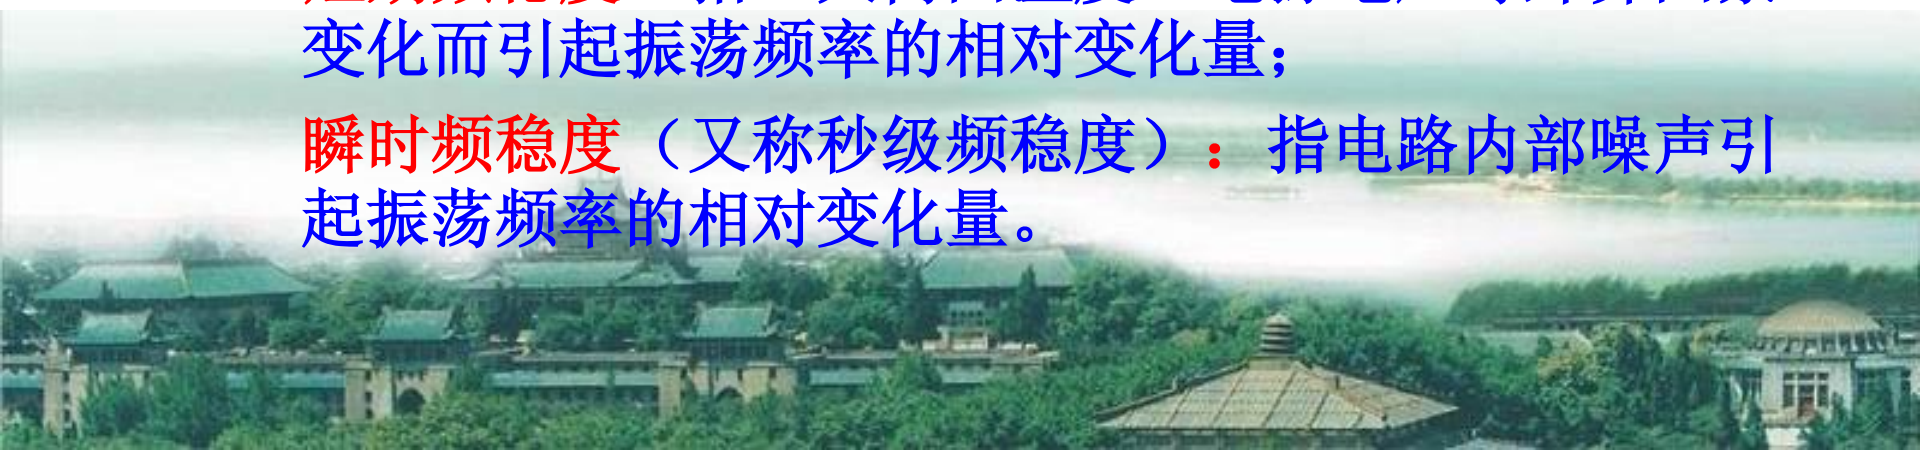 变化而引起振荡频率的相对变化量；
瞬时频稳度（又称秒级频稳度）：指电路内部噪声引
起振荡频率的相对变化量。